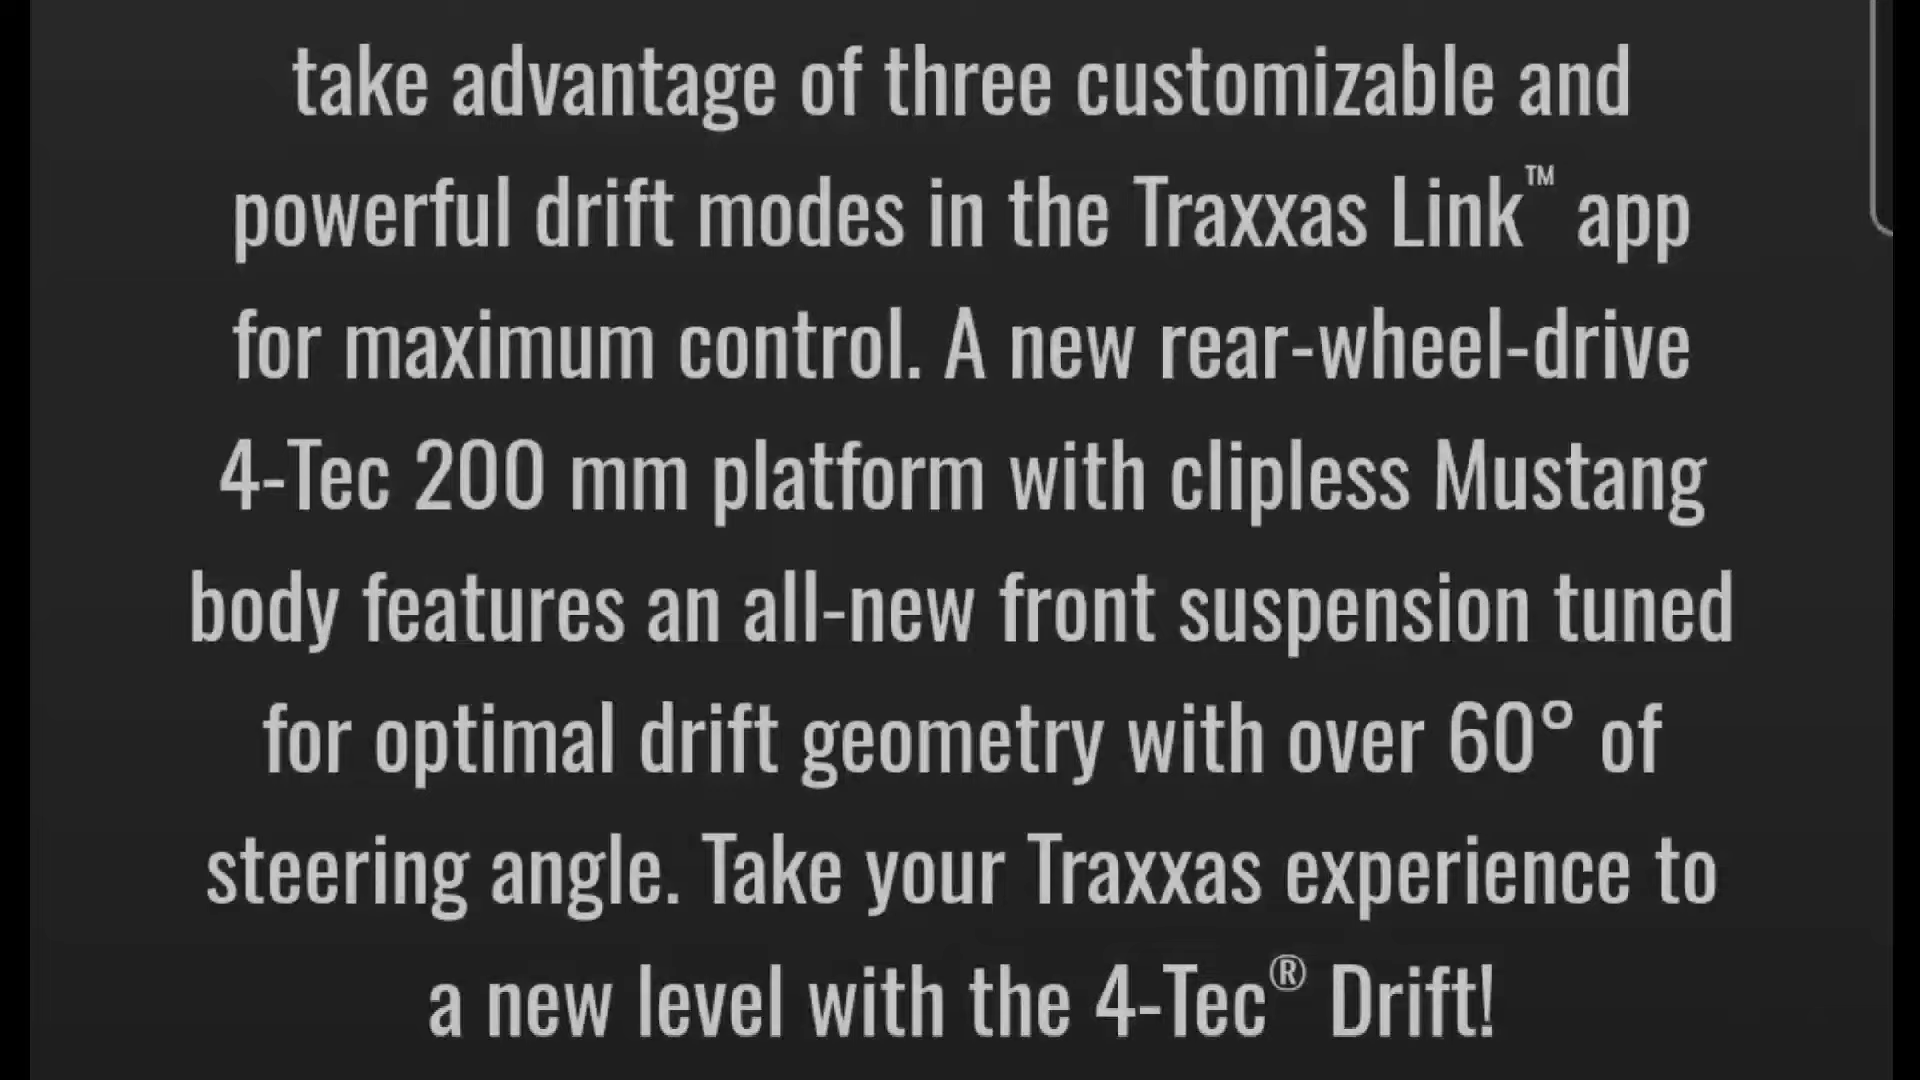 take advantage of three customizable and
powerful drift modes in the Traxxas Link™ app
for maximum control. A new rear-wheel-drive
4-Tec 200 mm platform with clipless Mustang
body features an all-new front suspension tuned
for optimal drift geometry with over 60° of
steering angle. Take your Traxxas experience to
a new level with the 4-Tec® Drift!